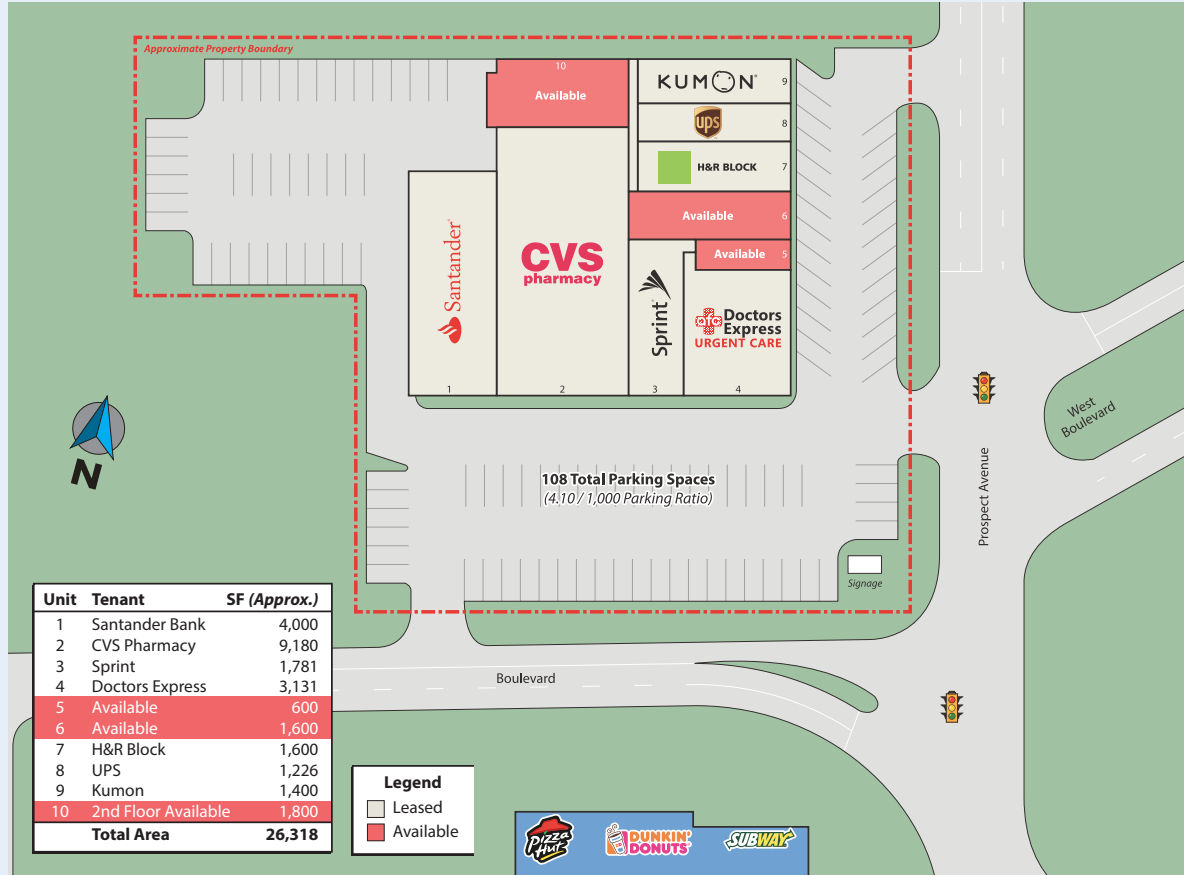 Approximate Property Boundary
10
Available
KUMON
9
ups
8
H&R BLOCK
7
Available
6
Available
5
Santander
1
CVS
pharmacy
2
Sprint
3
Doctors
Express
URGENT CARE
4
N
108 Total Parking Spaces
(4.10 / 1,000 Parking Ratio)
Signage
West
Boulevard
Prospect Avenue
Boulevard
Unit Tenant SF (Approx.)
1 Santander Bank 4,000
2 CVS Pharmacy 9,180
3 Sprint 1,781
4 Doctors Express 3,131
5 Available 600
6 Available 1,600
7 H&R Block 1,600
8 UPS 1,226
9 Kumon 1,400
10 2nd Floor Available 1,800
Total Area 26,318
Legend
Leased
Available
Pizza
Hut
DUNKIN'
DONUTS
SUBWAY